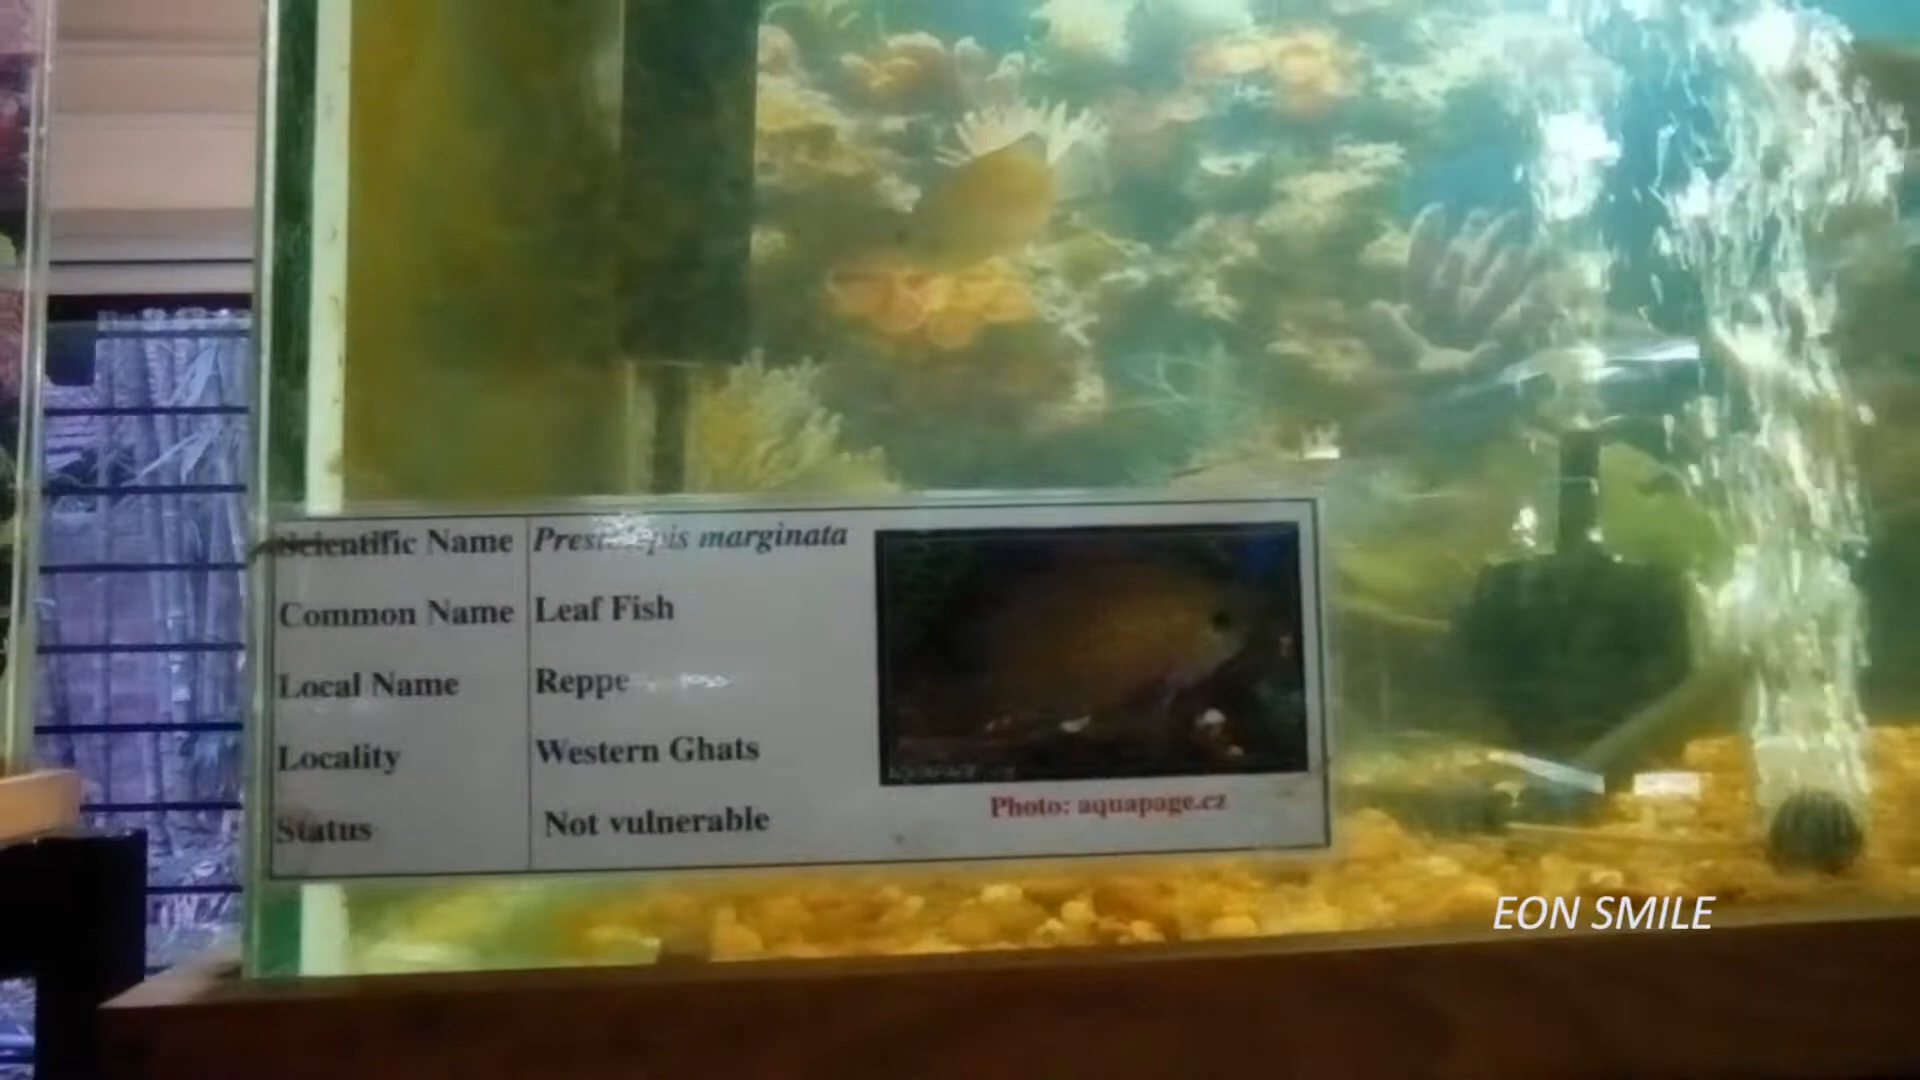 Scientific Name marginata
Common Name Leaf Fish
Local Name Reppe
Locality Western Ghats
Status Not vulnerable
Photo: aquapage.cz
EON SMILE